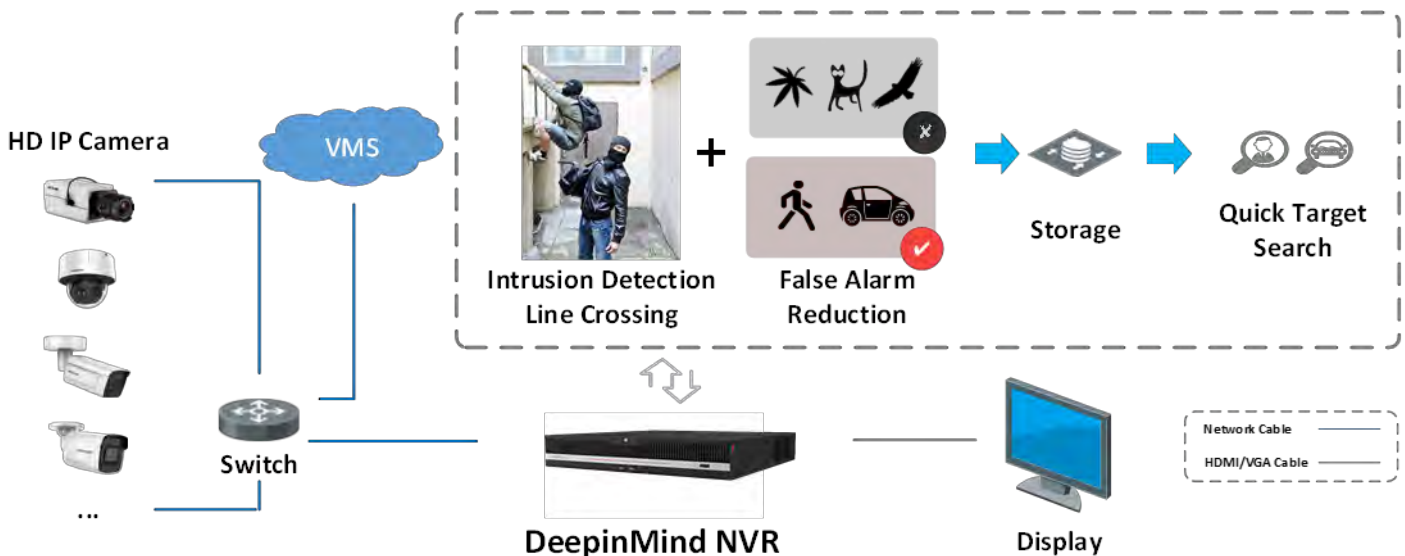 HD IP Camera
VMS
Switch
...
Intrusion Detection
Line Crossing
+
False Alarm
Reduction
Storage
Quick Target
Search
DeepinMind NVR
Display
Network Cable
HDMI/VGA Cable